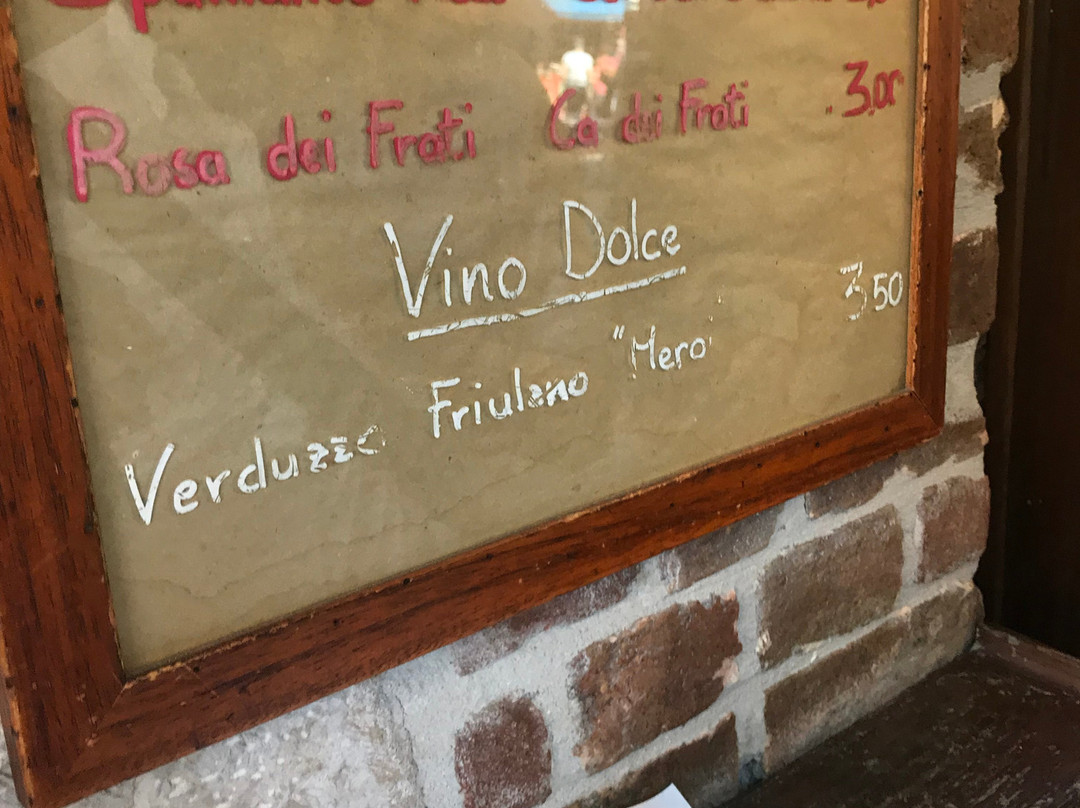 Rosa dei Frati Ca dei Frati 3,00
Vino Dolce
Verduzzo Friulano "Mero" 3,50